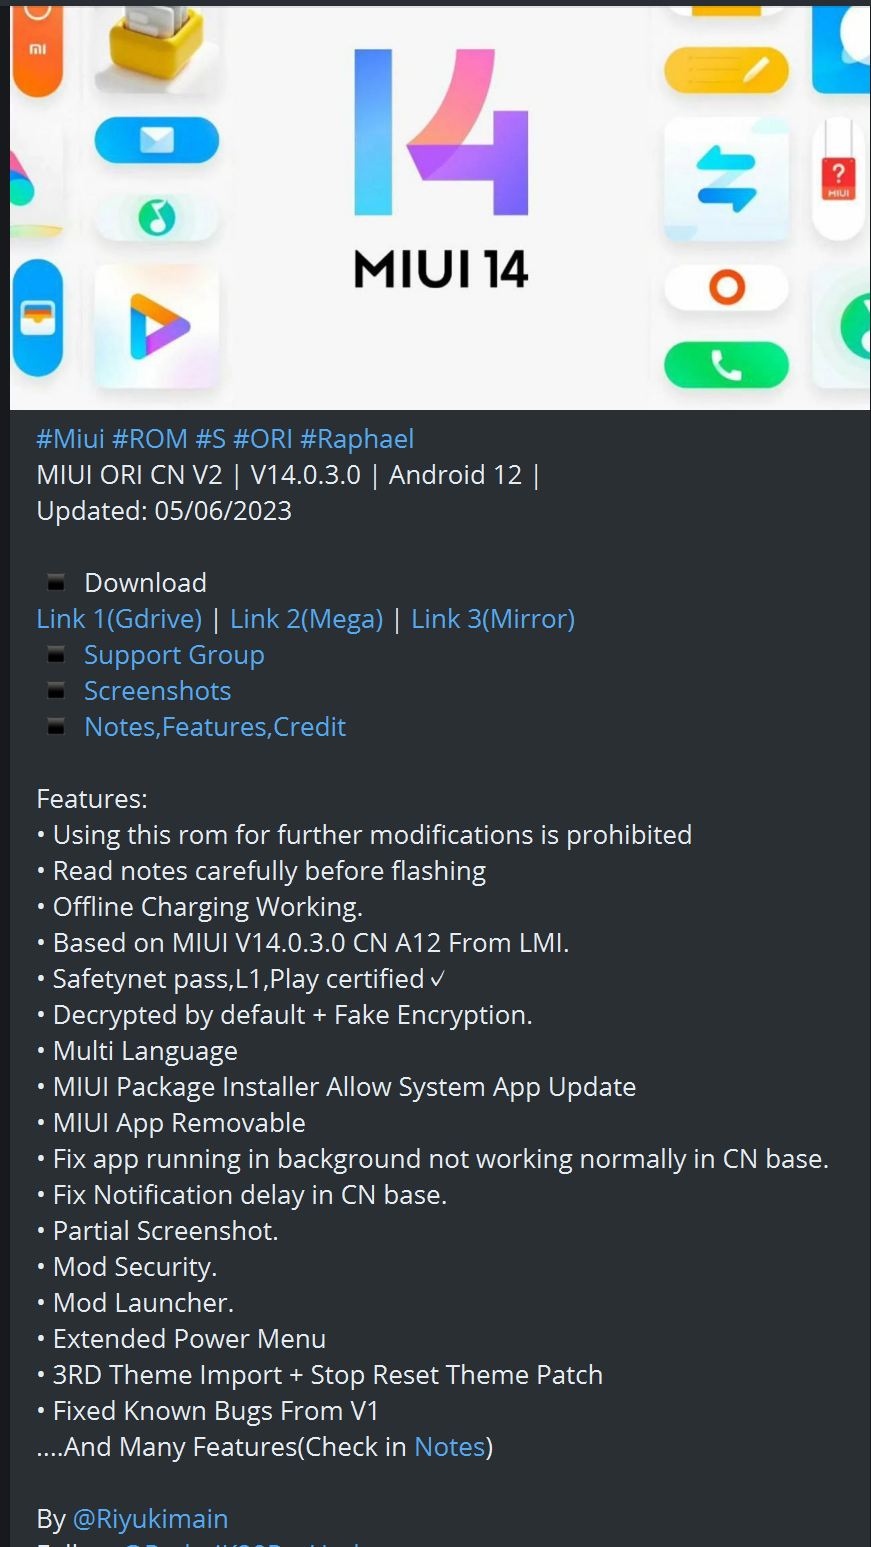 mi
?
MIUI
MIUI 14
#Miui #ROM #S #ORI #Raphael
MIUI ORI CN V2 | V14.0.3.0 | Android 12 |
Updated: 05/06/2023
Download
Link 1(Gdrive) | Link 2(Mega) | Link 3(Mirror)
Support Group
Screenshots
Notes,Features,Credit
Features:
• Using this rom for further modifications is prohibited
• Read notes carefully before flashing
• Offline Charging Working.
• Based on MIUI V14.0.3.0 CN A12 From LMI.
• Safetynet pass,L1,Play certified✓
• Decrypted by default + Fake Encryption.
• Multi Language
• MIUI Package Installer Allow System App Update
• MIUI App Removable
• Fix app running in background not working normally in CN base.
• Fix Notification delay in CN base.
• Partial Screenshot.
• Mod Security.
• Mod Launcher.
• Extended Power Menu
• 3RD Theme Import + Stop Reset Theme Patch
• Fixed Known Bugs From V1
....And Many Features(Check in Notes)
By @Riyukimain